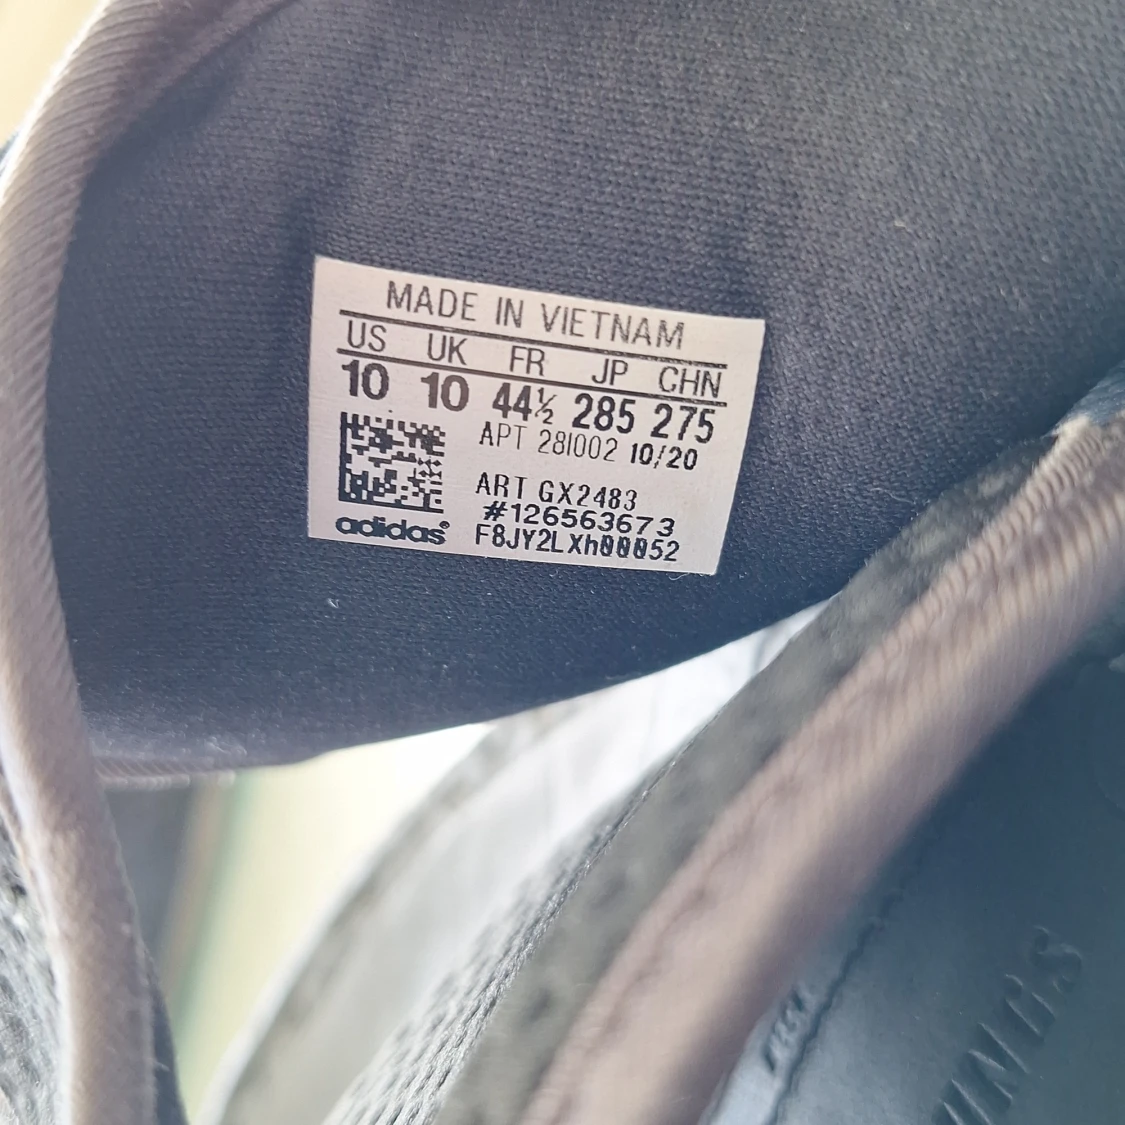 MADE IN VIETNAM
US UK FR JP CHN
10 10 44½ 285 275
APT 281002 10/20
ART GX2483
#126563673
F8JY2LXh00052
adidas®
INGS